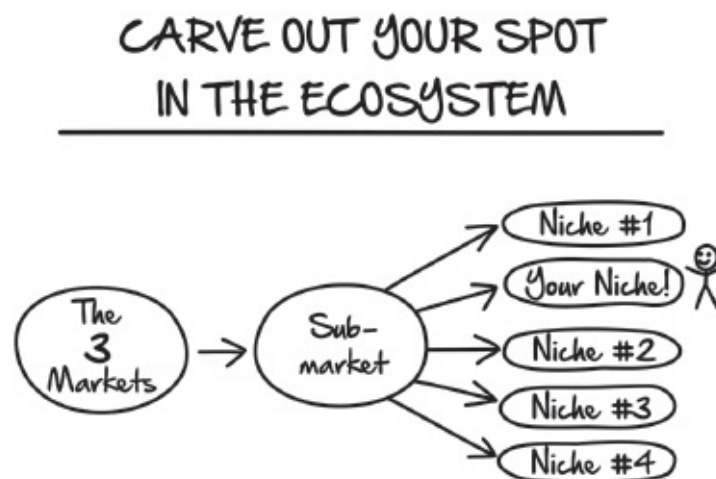 CARVE OUT YOUR SPOT
IN THE ECOSYSTEM
The
3
Markets
Sub-
market
Niche #1
Your Niche!
Niche #2
Niche #3
Niche #4